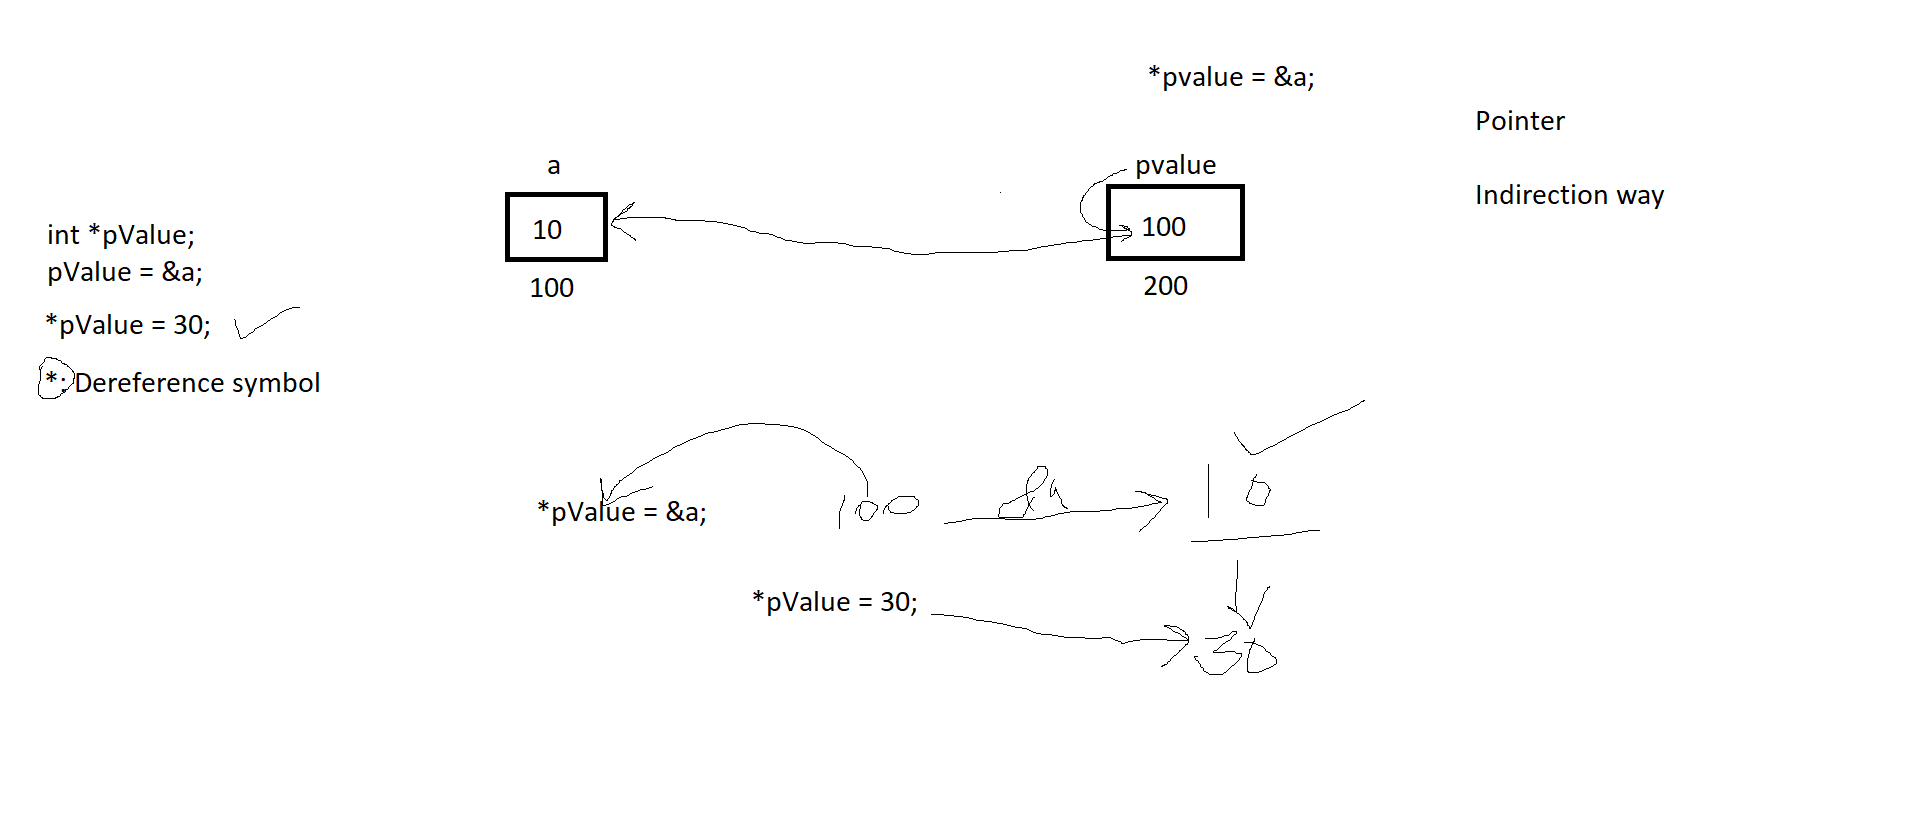 *pvalue = &a;
Pointer
a
pvalue
Indirection way
10
100
int *pValue;
pValue = &a;
100
200
*pValue = 30;
*: Dereference symbol
*pValue = &a;
100
&a
10
*pValue = 30;
30